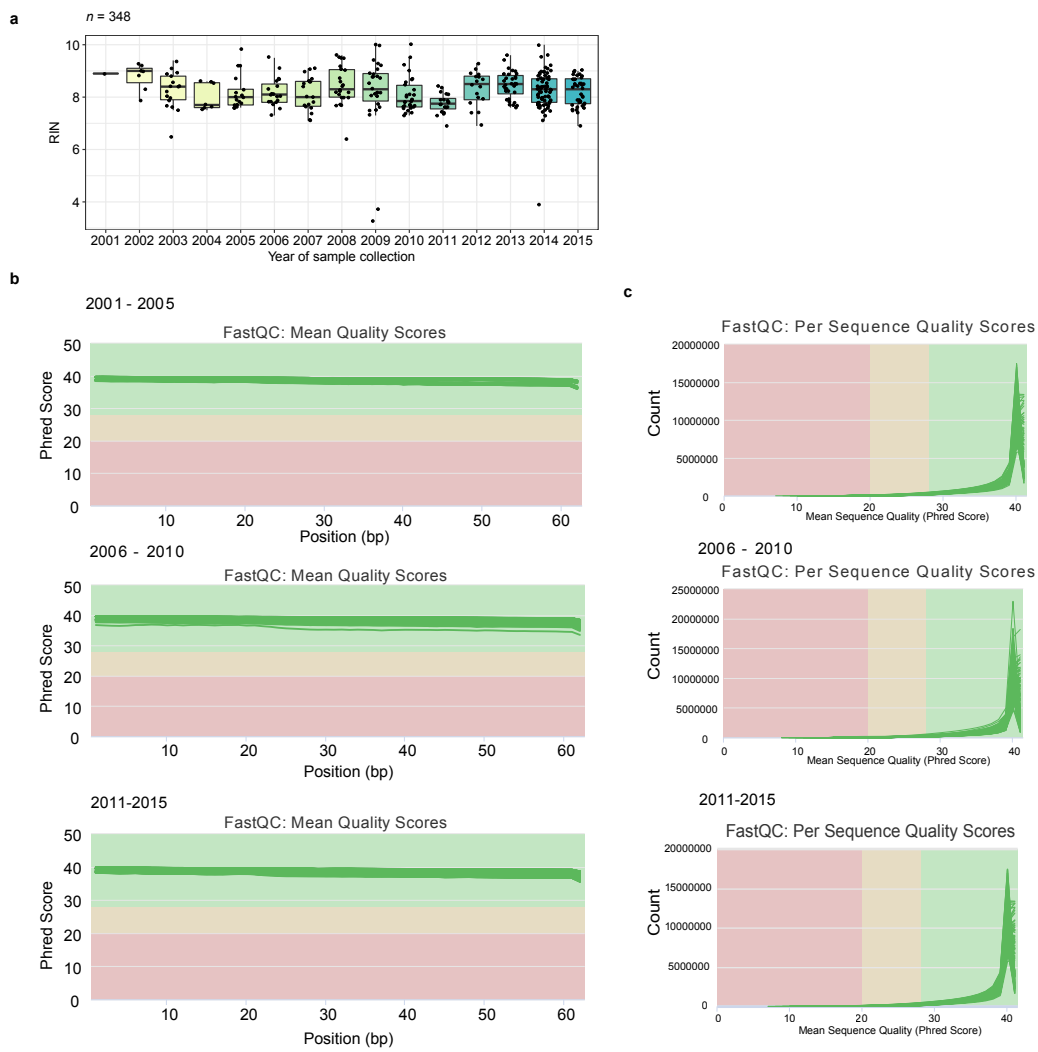 a
n = 348
10
8
6
4
RIN
2001 2002 2003 2004 2005 2006 2007 2008 2009 2010 2011 2012 2013 2014 2015
Year of sample collection
b
2001 - 2005
FastQC: Mean Quality Scores
50
40
30
20
10
0
Phred Score
10 20 30 40 50 60
Position (bp)
2006 - 2010
FastQC: Mean Quality Scores
50
40
30
20
10
0
Phred Score
10 20 30 40 50 60
Position (bp)
2011-2015
FastQC: Mean Quality Scores
50
40
30
20
10
0
Phred Score
10 20 30 40 50 60
Position (bp)
c
FastQC: Per Sequence Quality Scores
20000000
15000000
10000000
5000000
0
Count
0 10 20 30 40
Mean Sequence Quality (Phred Score)
2006 - 2010
FastQC: Per Sequence Quality Scores
25000000
20000000
15000000
10000000
5000000
0
Count
0 10 20 30 40
Mean Sequence Quality (Phred Score)
2011-2015
FastQC: Per Sequence Quality Scores
20000000
15000000
10000000
5000000
0
Count
0 10 20 30 40
Mean Sequence Quality (Phred Score)